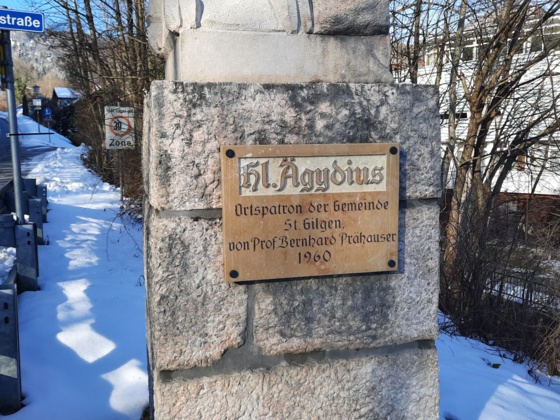 straße
Zone
Hl. Ägydius
Ortspatron der Gemeinde
St. Gilgen,
von Prof. Bernhard Prahauser
1960